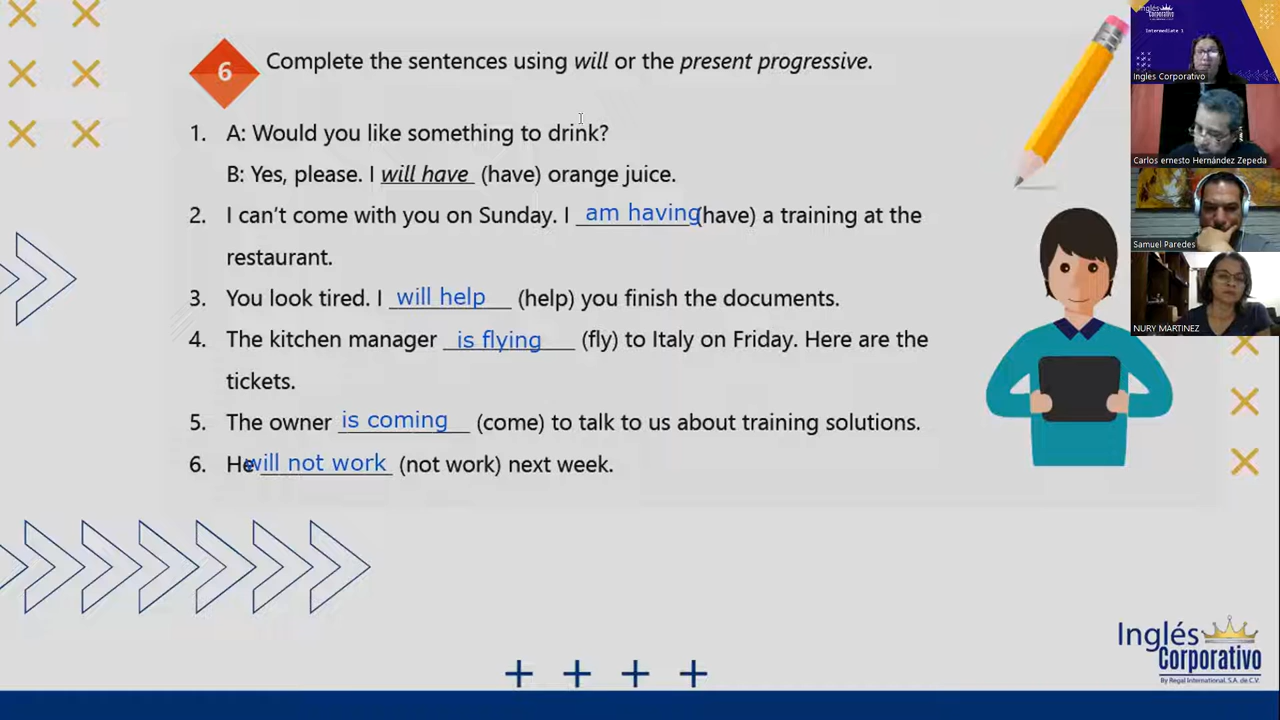 6 Complete the sentences using will or the present progressive.
1. A: Would you like something to drink?
B: Yes, please. I will have (have) orange juice.
2. I can't come with you on Sunday. I am having (have) a training at the
restaurant.
3. You look tired. I will help (help) you finish the documents.
4. The kitchen manager is flying (fly) to Italy on Friday. Here are the
tickets.
5. The owner is coming (come) to talk to us about training solutions.
6. He will not work (not work) next week.
Inglés
Corporativo
Intermediate 1
Ingles Corporativo
Carlos ernesto Hernández Zepeda
Samuel Paredes
NURY MARTINEZ
Inglés
Corporativo
By Regal International, S.A. de C.V.